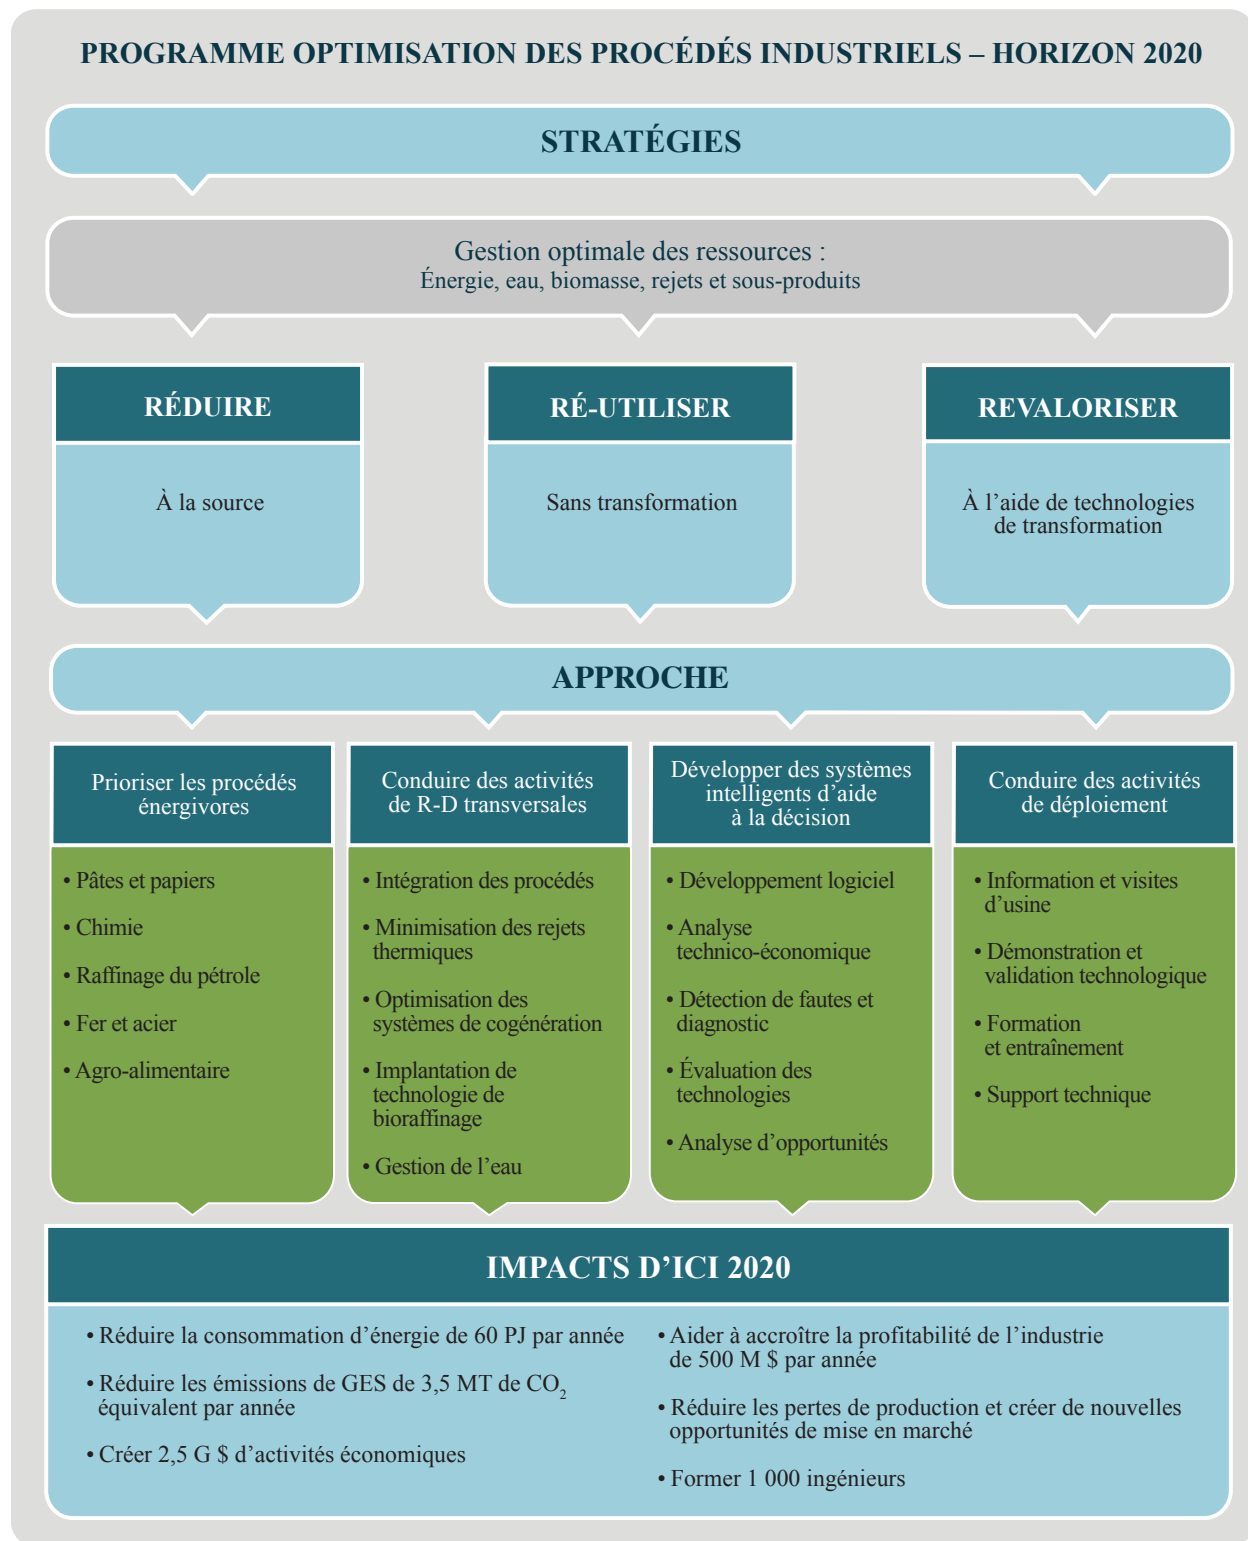 PROGRAMME OPTIMISATION DES PROCÉDÉS INDUSTRIELS – HORIZON 2020
STRATÉGIES
Gestion optimale des ressources :
Énergie, eau, biomasse, rejets et sous-produits
RÉDUIRE
À la source
RÉ-UTILISER
Sans transformation
REVALORISER
À l’aide de technologies
de transformation
APPROCHE
Prioriser les procédés
énergivores
• Pâtes et papiers
• Chimie
• Raffinage du pétrole
• Fer et acier
• Agro-alimentaire
Conduire des activités
de R-D transversales
• Intégration des procédés
• Minimisation des rejets
thermiques
• Optimisation des
systèmes de cogénération
• Implantation de
technologie de
bioraffinage
• Gestion de l’eau
Développer des systèmes
intelligents d’aide
à la décision
• Développement logiciel
• Analyse
technico-économique
• Détection de fautes et
diagnostic
• Évaluation des
technologies
• Analyse d’opportunités
Conduire des activités
de déploiement
• Information et visites
d’usine
• Démonstration et
validation technologique
• Formation
et entraînement
• Support technique
IMPACTS D’ICI 2020
• Réduire la consommation d’énergie de 60 PJ par année
• Réduire les émissions de GES de 3,5 MT de CO₂
équivalent par année
• Créer 2,5 G $ d’activités économiques
• Aider à accroître la profitabilité de l’industrie
de 500 M $ par année
• Réduire les pertes de production et créer de nouvelles
opportunités de mise en marché
• Former 1 000 ingénieurs